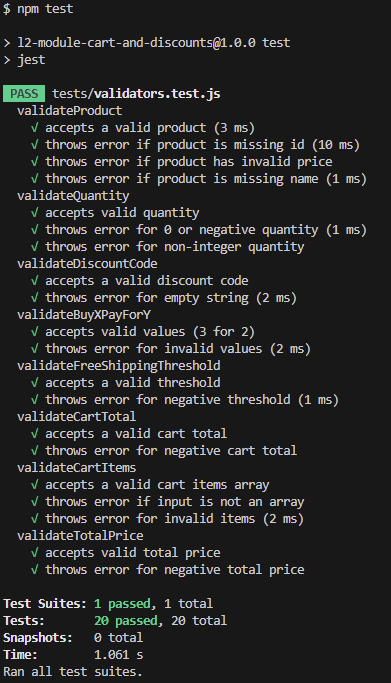 $ npm test
> l2-module-cart-and-discounts@1.0.0 test
> jest
PASS tests/validators.test.js
validateProduct
√ accepts a valid product (3 ms)
√ throws error if product is missing id (10 ms)
√ throws error if product has invalid price
√ throws error if product is missing name (1 ms)
validateQuantity
√ accepts valid quantity
√ throws error for 0 or negative quantity (1 ms)
√ throws error for non-integer quantity
validateDiscountCode
√ accepts a valid discount code
√ throws error for empty string (2 ms)
validateBuyXPayForY
√ accepts valid values (3 for 2)
√ throws error for invalid values (2 ms)
validateFreeShippingThreshold
√ accepts a valid threshold
√ throws error for negative threshold (1 ms)
validateCartTotal
√ accepts a valid cart total
√ throws error for negative cart total
validateCartItems
√ accepts a valid cart items array
√ throws error if input is not an array
√ throws error for invalid items (2 ms)
validateTotalPrice
√ accepts valid total price
√ throws error for negative total price
Test Suites: 1 passed, 1 total
Tests: 20 passed, 20 total
Snapshots: 0 total
Time: 1.061 s
Ran all test suites.